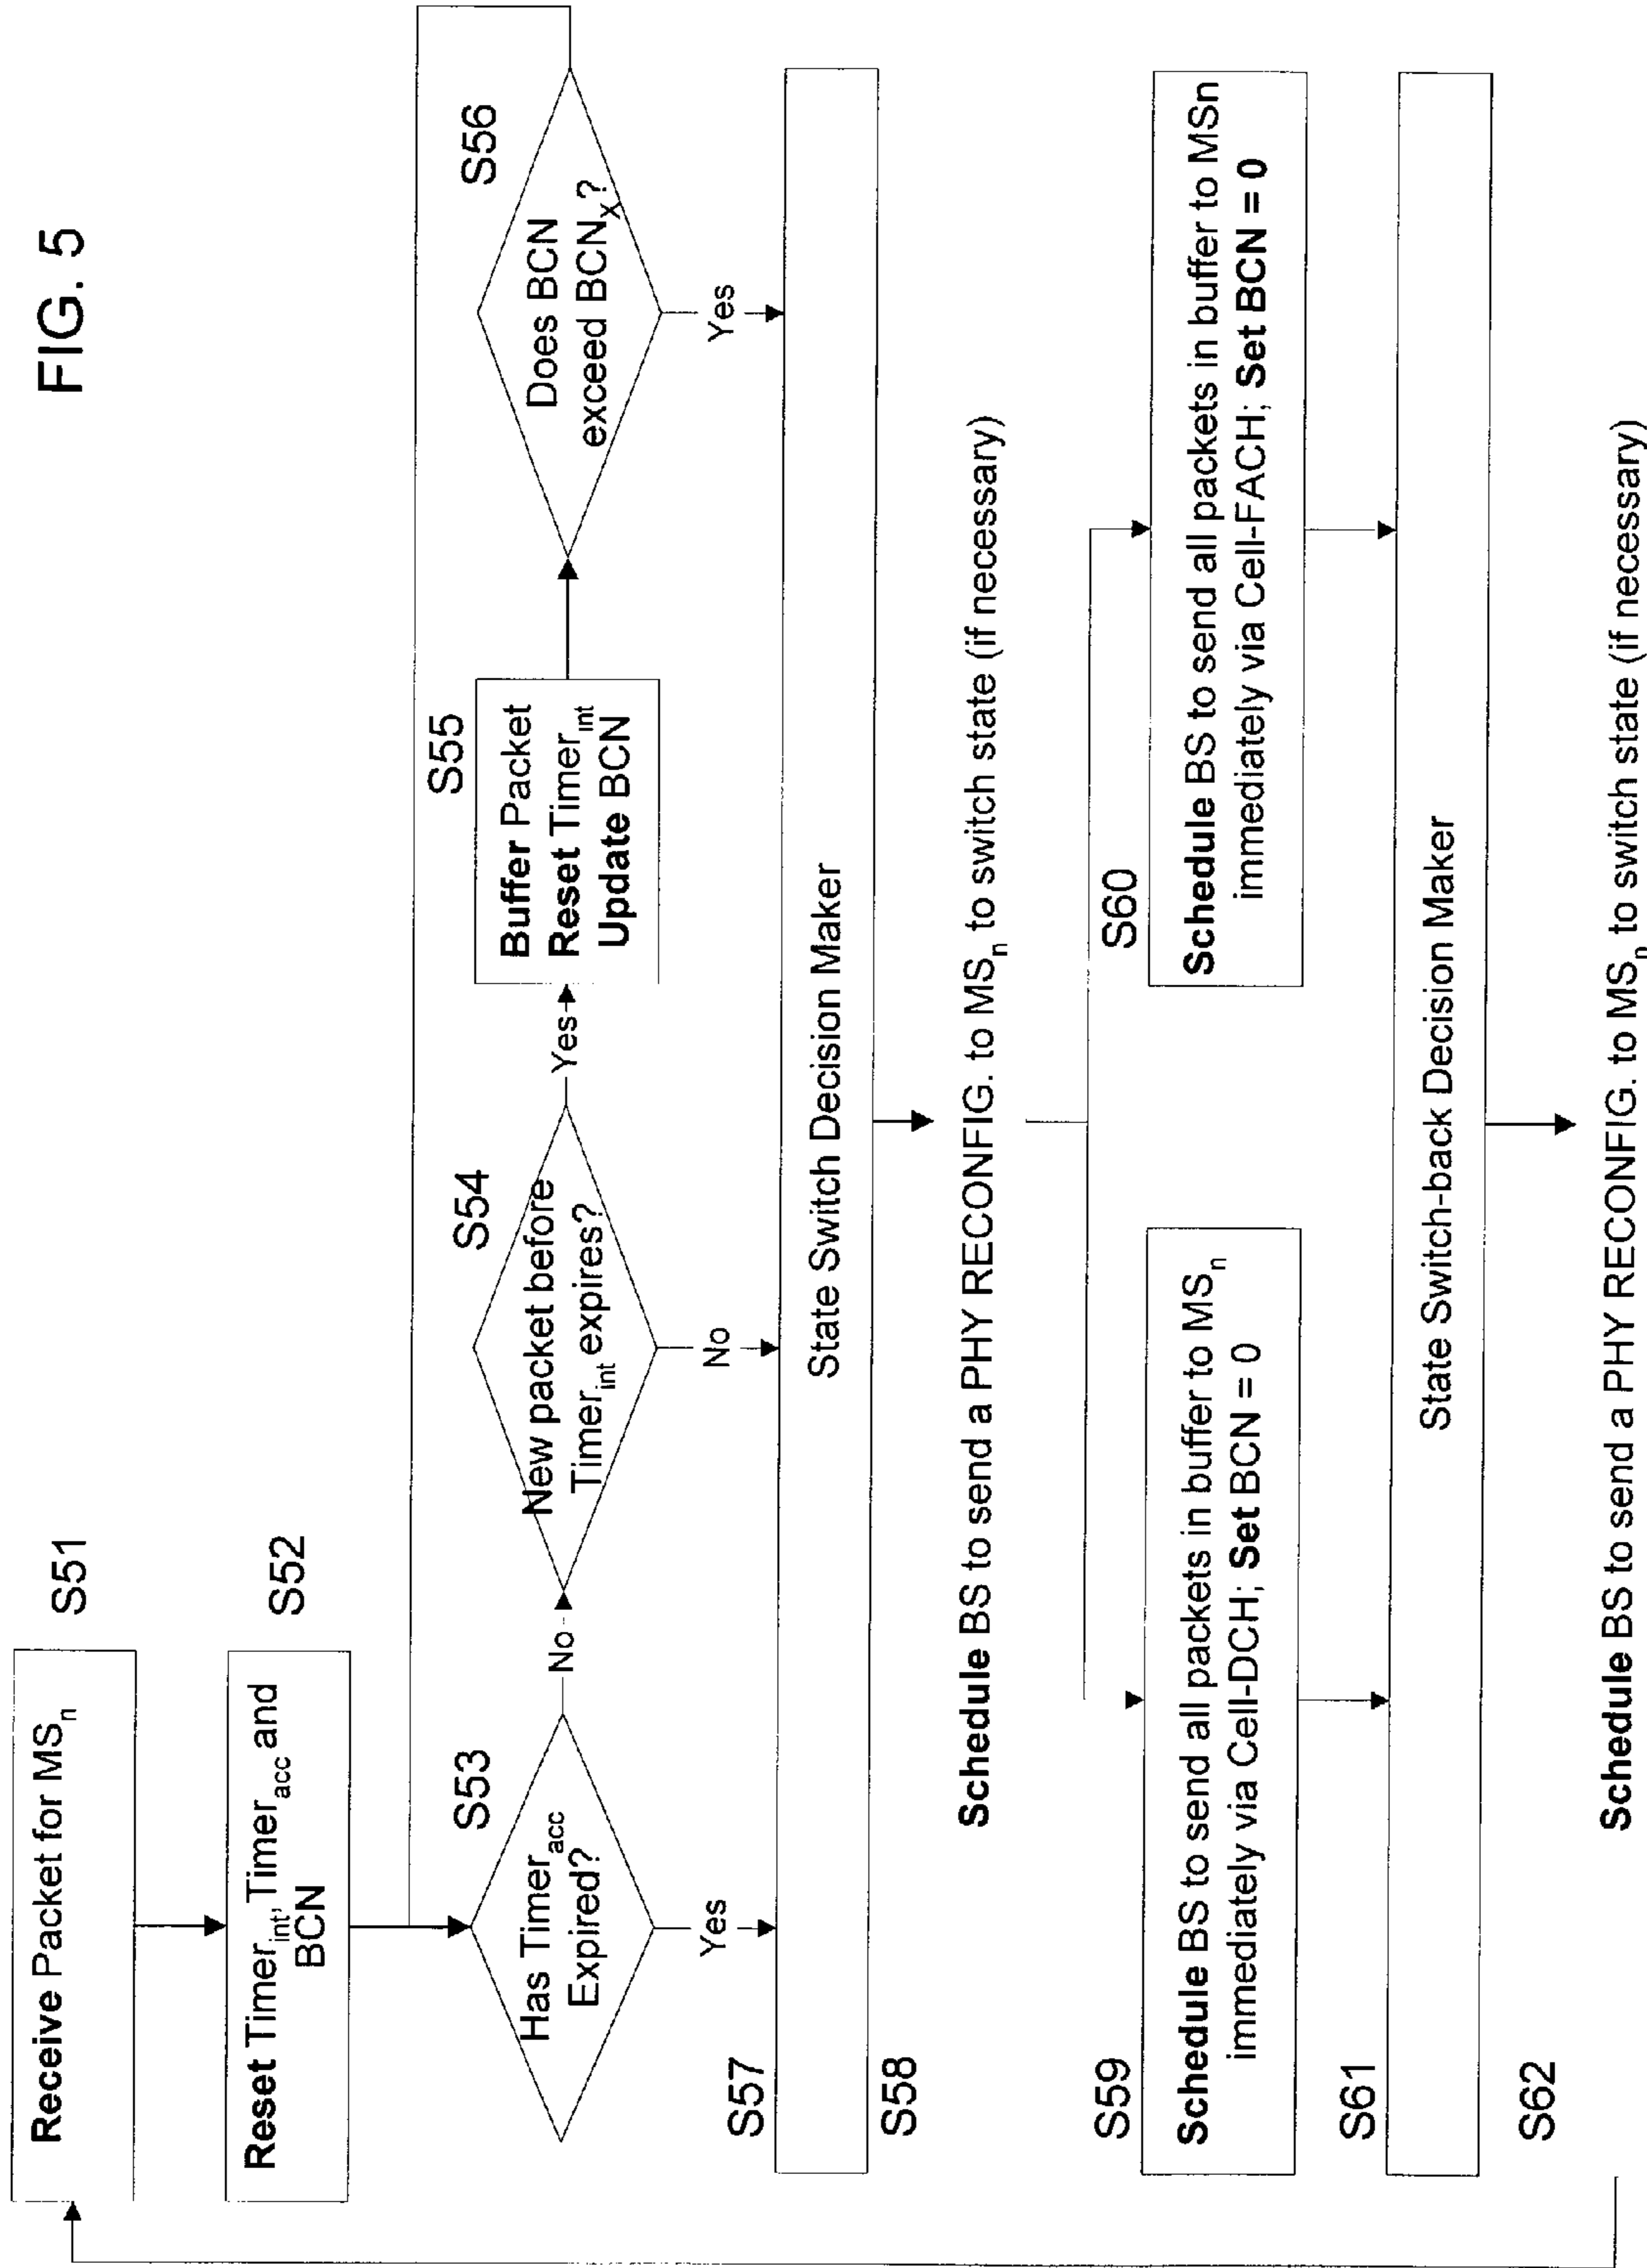 FIG. 5
Receive Packet for MSn
S51
Reset Timerint, Timeracc and
BCN
S52
S53
Has Timeracc
Expired?
No
Yes
S54
New packet before
Timerint expires?
Yes
No
S55
Buffer Packet
Reset Timerint
Update BCN
S56
Does BCN
exceed BCNX?
Yes
S57
State Switch Decision Maker
S58
Schedule BS to send a PHY RECONFIG. to MSn to switch state (if necessary)
S59
Schedule BS to send all packets in buffer to MSn
immediately via Cell-DCH; Set BCN = 0
S60
Schedule BS to send all packets in buffer to MSn
immediately via Cell-FACH; Set BCN = 0
S61
State Switch-back Decision Maker
S62
Schedule BS to send a PHY RECONFIG. to MSn to switch state (if necessary)